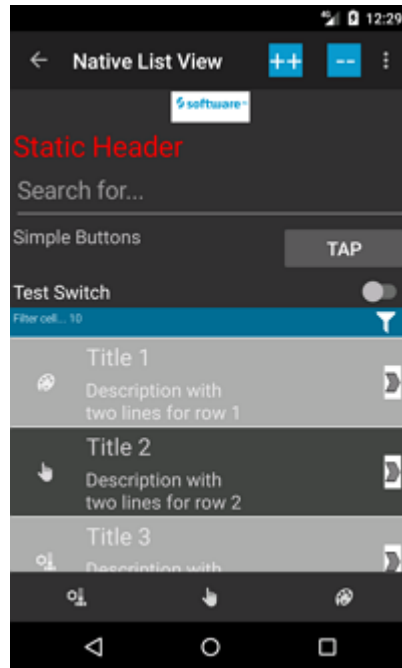 12:29
Native List View
++
--
software
Static Header
Search for...
Simple Buttons
TAP
Test Switch
Filter cell... 10
Title 1
Description with
two lines for row 1
Title 2
Description with
two lines for row 2
Title 3
Description with